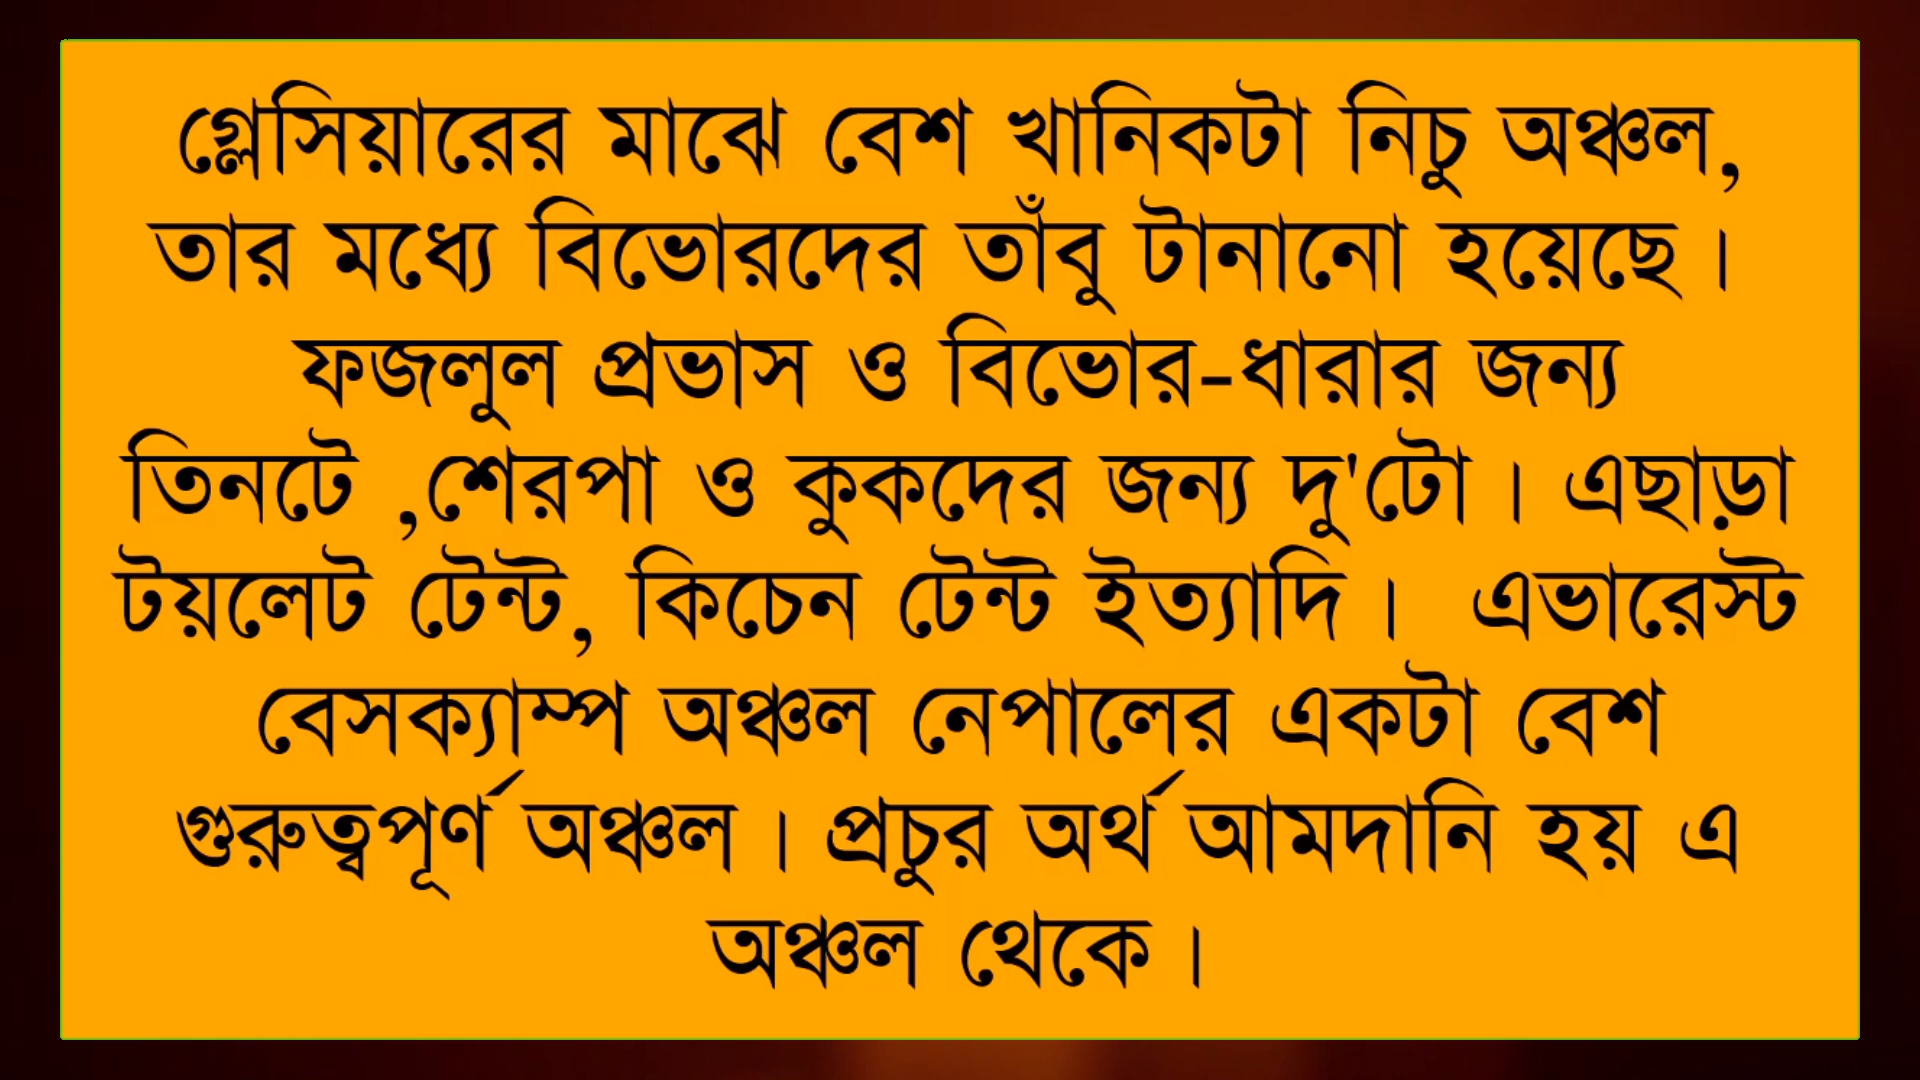 গ্লেসিয়ারের মাঝে বেশ খানিকটা নিচু অঞ্চল,
তার মধ্যে বিভোরদের তাঁবু টানানো হয়েছে।
ফজলুল প্রভাস ও বিভোর-ধারার জন্য
তিনটে ,শেরপা ও কুকদের জন্য দু'টো। এছাড়া
টয়লেট টেন্ট, কিচেন টেন্ট ইত্যাদি। এভারেস্ট
বেসক্যাম্প অঞ্চল নেপালের একটা বেশ
গুরুত্বপূর্ণ অঞ্চল। প্রচুর অর্থ আমদানি হয় এ
অঞ্চল থেকে।